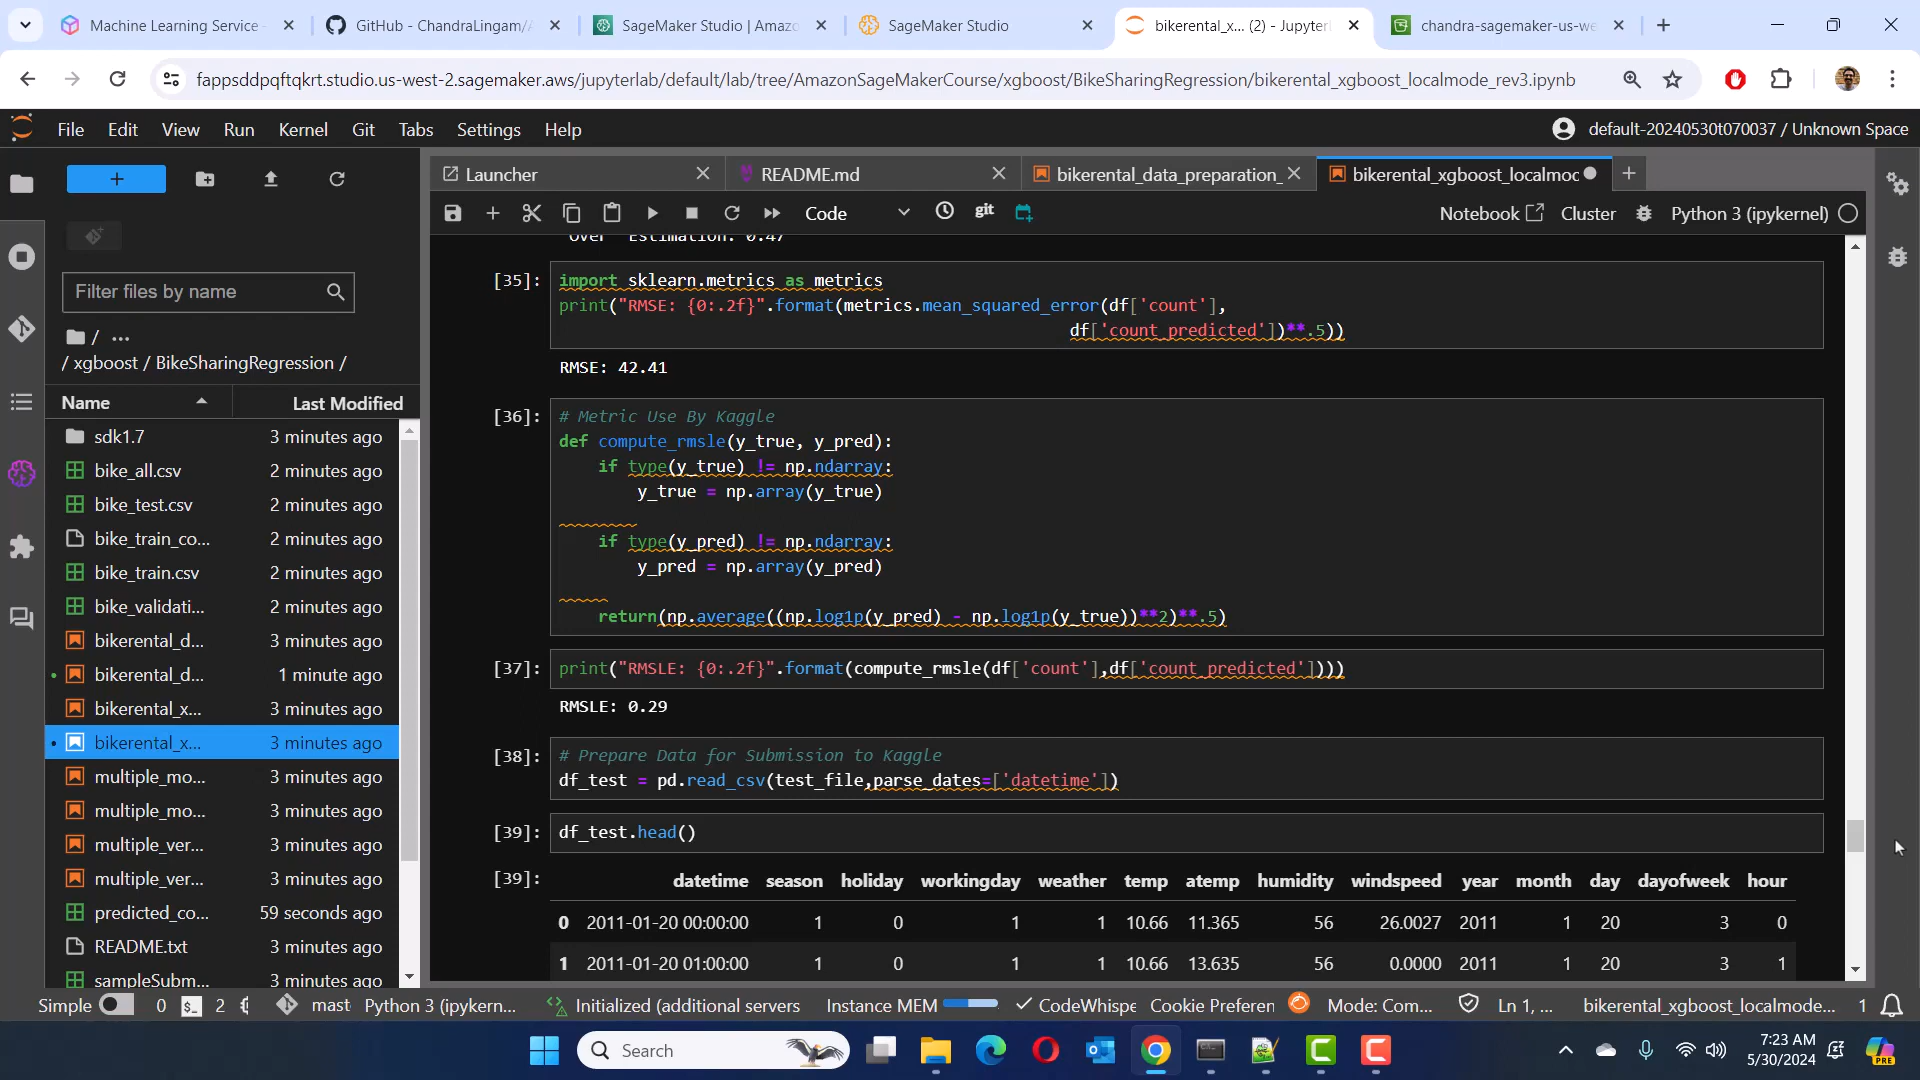 Machine Learning Service -
GitHub - ChandraLingam/A
SageMaker Studio | Amazo
SageMaker Studio
bikerental_x... (2) - Jupyterl
chandra-sagemaker-us-we
fappsddpqftqkrt.studio.us-west-2.sagemaker.aws/jupyterlab/default/lab/tree/AmazonSageMakerCourse/xgboost/BikeSharingRegression/bikerental_xgboost_localmode_rev3.ipynb
File Edit View Run Kernel Git Tabs Settings Help
default-20240530t070037 / Unknown Space
Launcher
README.md
bikerental_data_preparation_
bikerental_xgboost_localmoc
Code
git
Notebook
Cluster
Python 3 (ipykernel)
Filter files by name
/ ...
/ xgboost / BikeSharingRegression /
Name Last Modified
sdk1.7 3 minutes ago
bike_all.csv 2 minutes ago
bike_test.csv 2 minutes ago
bike_train_co... 2 minutes ago
bike_train.csv 2 minutes ago
bike_validati... 2 minutes ago
bikerental_d... 3 minutes ago
bikerental_d... 1 minute ago
bikerental_x... 3 minutes ago
bikerental_x... 3 minutes ago
multiple_mo... 3 minutes ago
multiple_mo... 3 minutes ago
multiple_ver... 3 minutes ago
multiple_ver... 3 minutes ago
predicted_co... 59 seconds ago
README.txt 3 minutes ago
sampleSubm... 3 minutes ago
Over Estimation: 0.47
[35]: import sklearn.metrics as metrics
print("RMSE: {0:.2f}".format(metrics.mean_squared_error(df['count'],
df['count_predicted'])**.5))
RMSE: 42.41
[36]: # Metric Use By Kaggle
def compute_rmsle(y_true, y_pred):
if type(y_true) != np.ndarray:
y_true = np.array(y_true)
if type(y_pred) != np.ndarray:
y_pred = np.array(y_pred)
return(np.average((np.log1p(y_pred) - np.log1p(y_true))**2)**.5)
[37]: print("RMSLE: {0:.2f}".format(compute_rmsle(df['count'],df['count_predicted'])))
RMSLE: 0.29
[38]: # Prepare Data for Submission to Kaggle
df_test = pd.read_csv(test_file,parse_dates=['datetime'])
[39]: df_test.head()
[39]: datetime season holiday workingday weather temp atemp humidity windspeed year month day dayofweek hour
0 2011-01-20 00:00:00 1 0 1 1 10.66 11.365 56 26.0027 2011 1 20 3 0
1 2011-01-20 01:00:00 1 0 1 1 10.66 13.635 56 0.0000 2011 1 20 3 1
Simple 0 2 mast Python 3 (ipykern... Initialized (additional servers Instance MEM CodeWhispe Cookie Preferen Mode: Com... Ln 1, ... bikerental_xgboost_localmode... 1
Search
7:23 AM
5/30/2024
PRE